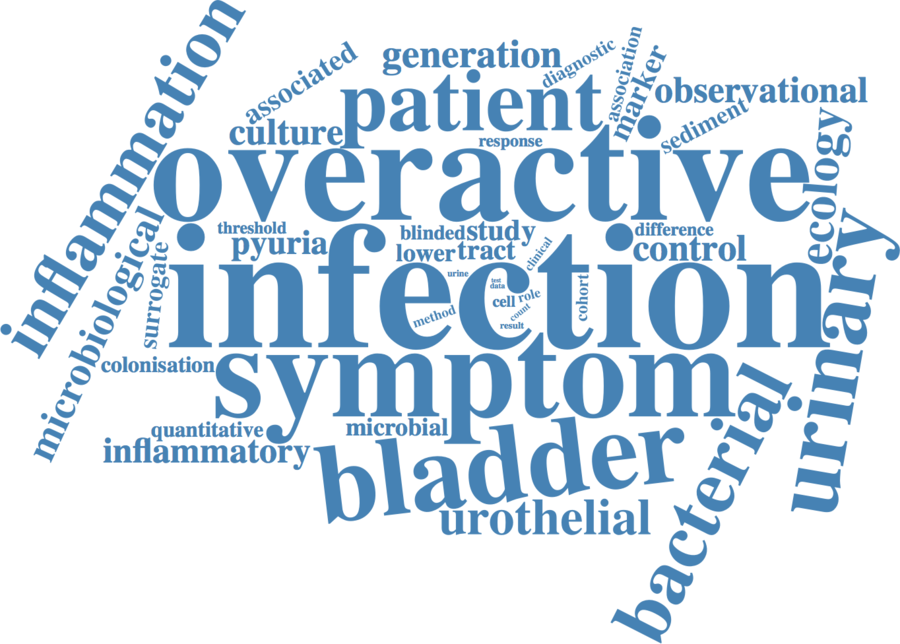 inflammation
associated
generation
diagnostic
association
marker
observational
patient
culture
response
sediment
ecology
overactive
threshold
blinded
study
difference
pyuria
lower
tract
clinical
control
microbiological
surrogate
infection
urine
test
data
cell
role
cohort
method
count
result
urinary
colonisation
symptom
quantitative
microbial
inflammatory
bladder
bacterial
urothelial